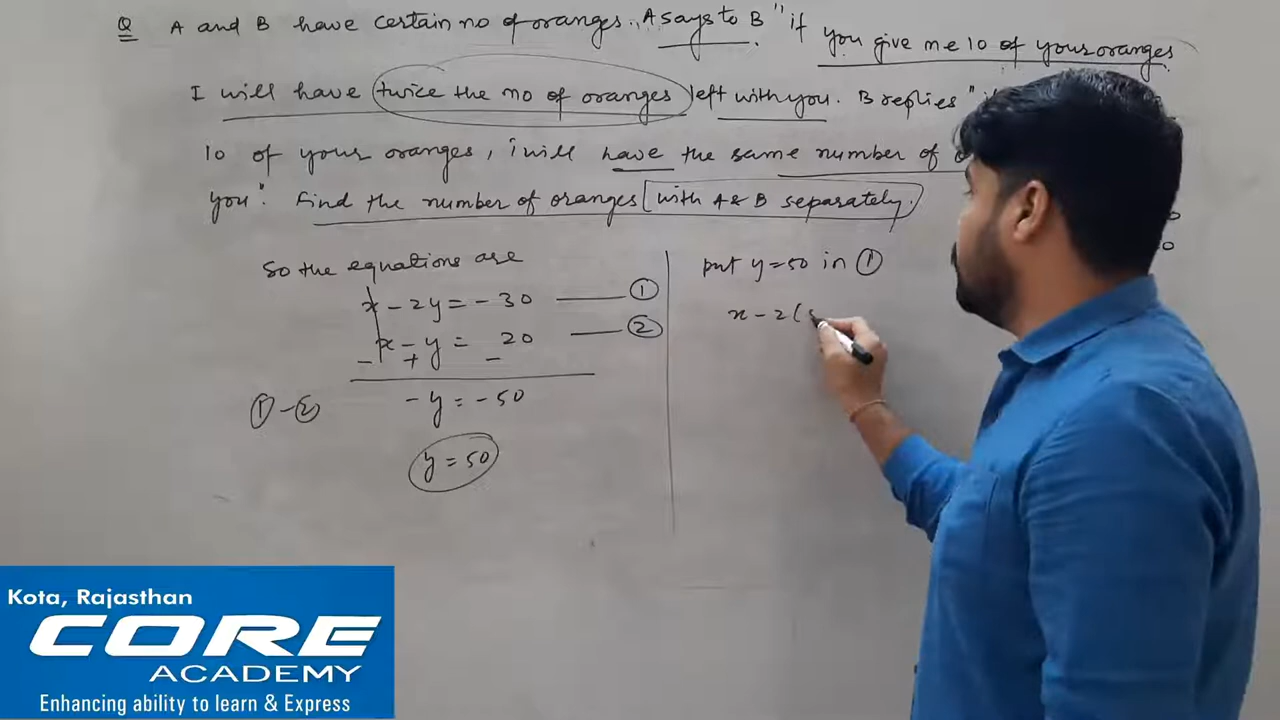 Q A and B have certain no of oranges. A says to B "if you give me 10 of your oranges
I will have twice the no of oranges left with you. B replies "
10 of your oranges, i will have the same number of
you". Find the number of oranges with A & B separately.
So the equations are
x - 2y = -30 ——— ①
x - y = 20 ——— ②
- + -
① - ② -y = -50
y = 50
put y = 50 in ①
x - 2(
Kota, Rajasthan
CORE
ACADEMY
Enhancing ability to learn & Express